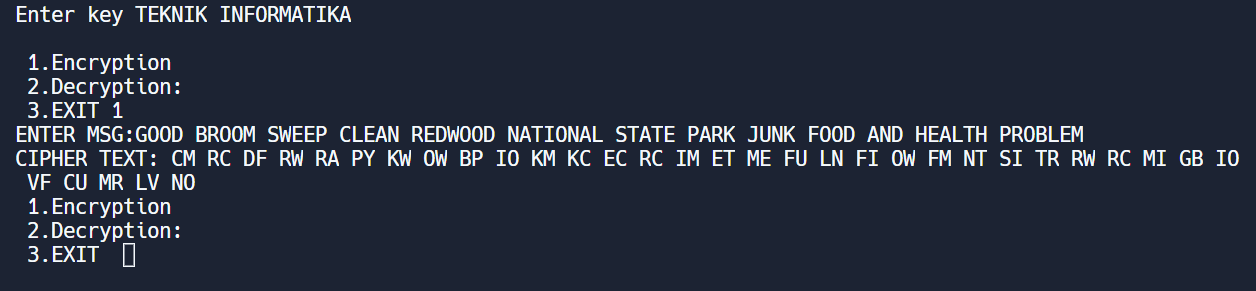 Enter key TEKNIK INFORMATIKA
1.Encryption
2.Decryption:
3.EXIT 1
ENTER MSG:GOOD BROOM SWEEP CLEAN REDWOOD NATIONAL STATE PARK JUNK FOOD AND HEALTH PROBLEM
CIPHER TEXT: CM RC DF RW RA PY KW OW BP IO KM KC EC RC IM ET ME FU LN FI OW FM NT SI TR RW RC MI GB IO
VF CU MR LV NO
1.Encryption
2.Decryption:
3.EXIT